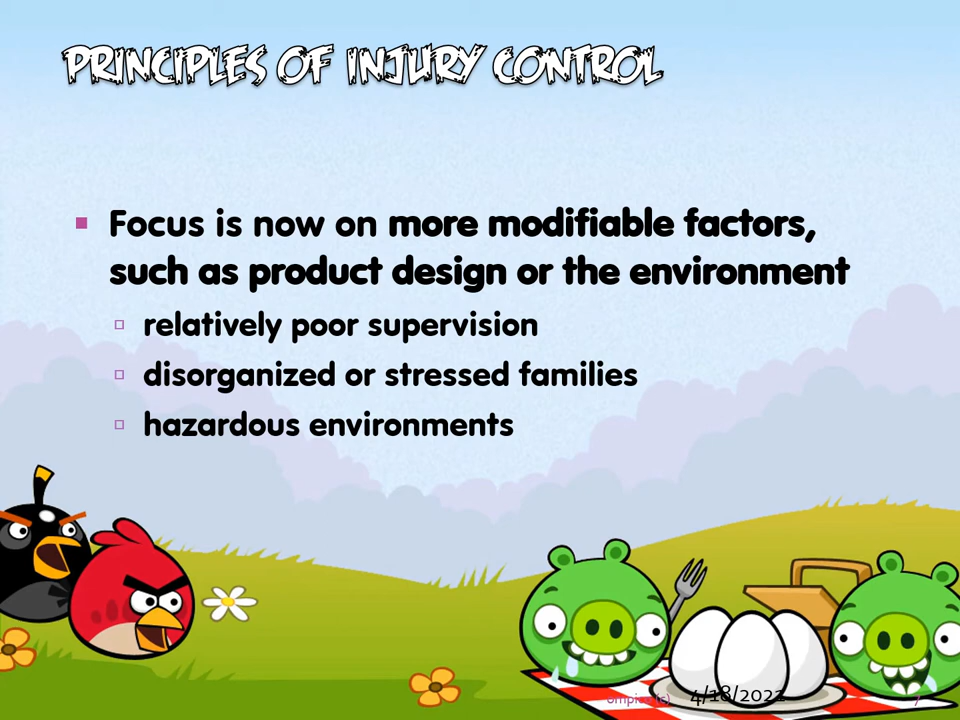 PRINCIPLES OF INJURY CONTROL
Focus is now on more modifiable factors,
such as product design or the environment
relatively poor supervision
disorganized or stressed families
hazardous environments
4/18/2022
7